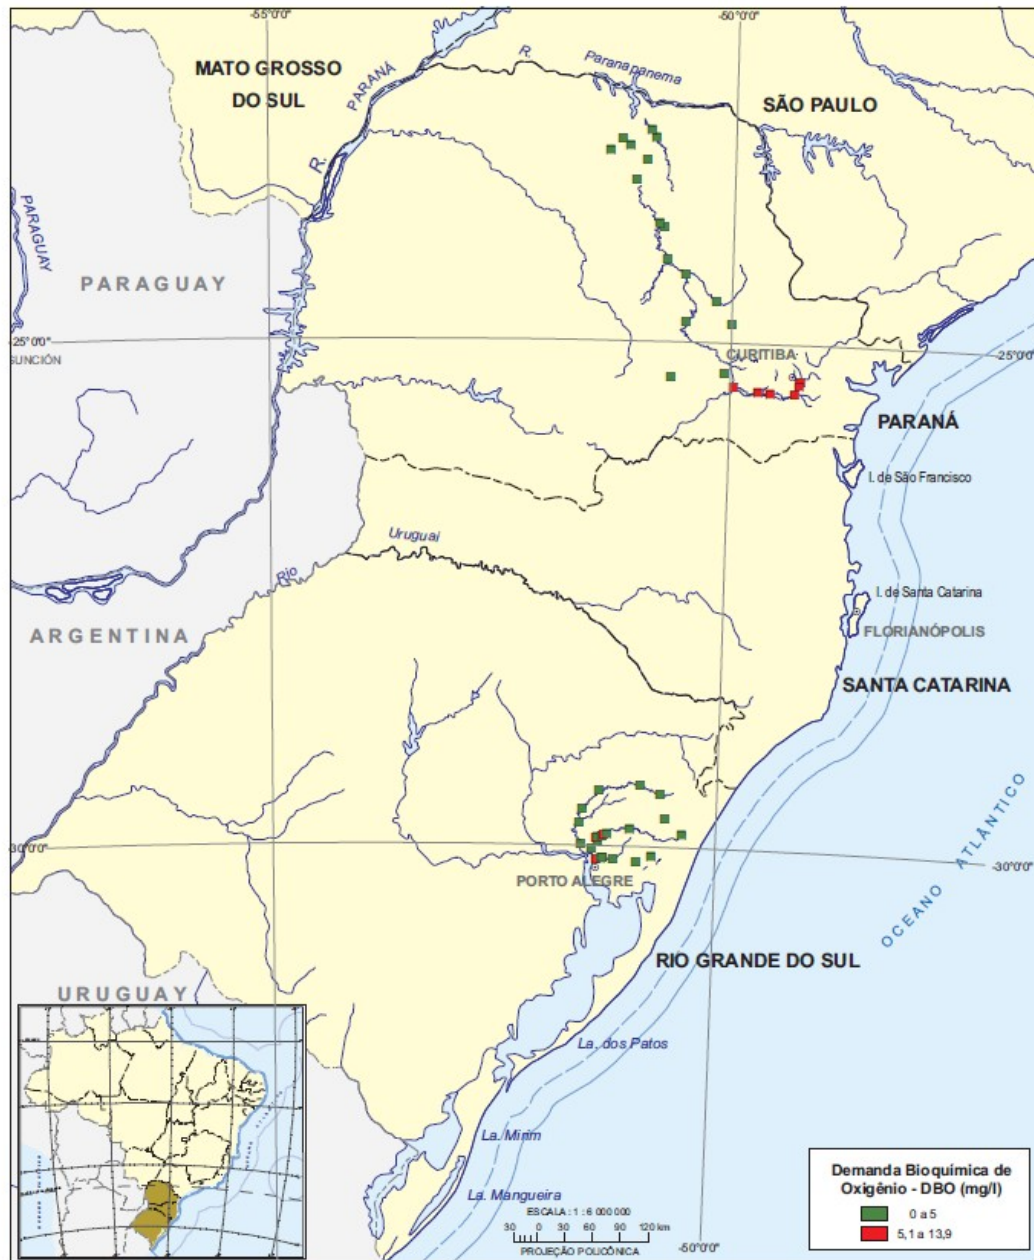 -55°0'0"
-50°0'0"
MATO GROSSO
DO SUL
R. PARANÁ
R. Paranapanema
SÃO PAULO
PARAGUAY
PARAGUAY
-25°0'0"
SUNCIÓN
CURITIBA
-25°0'0"
PARANÁ
I. de São Francisco
Rio Uruguai
I. de Santa Catarina
ARGENTINA
FLORIANÓPOLIS
SANTA CATARINA
OCEANO ATLÂNTICO
-30°0'0"
-30°0'0"
PORTO ALEGRE
RIO GRANDE DO SUL
URUGUAY
La. dos Patos
La. Mirim
La. Mangueira
ESCALA : 1 : 6 000 000
30 0 30 60 90 120 km
PROJEÇÃO POLICÔNICA
-50°0'0"
Demanda Bioquímica de
Oxigênio - DBO (mg/l)
0 a 5
5,1 a 13,9